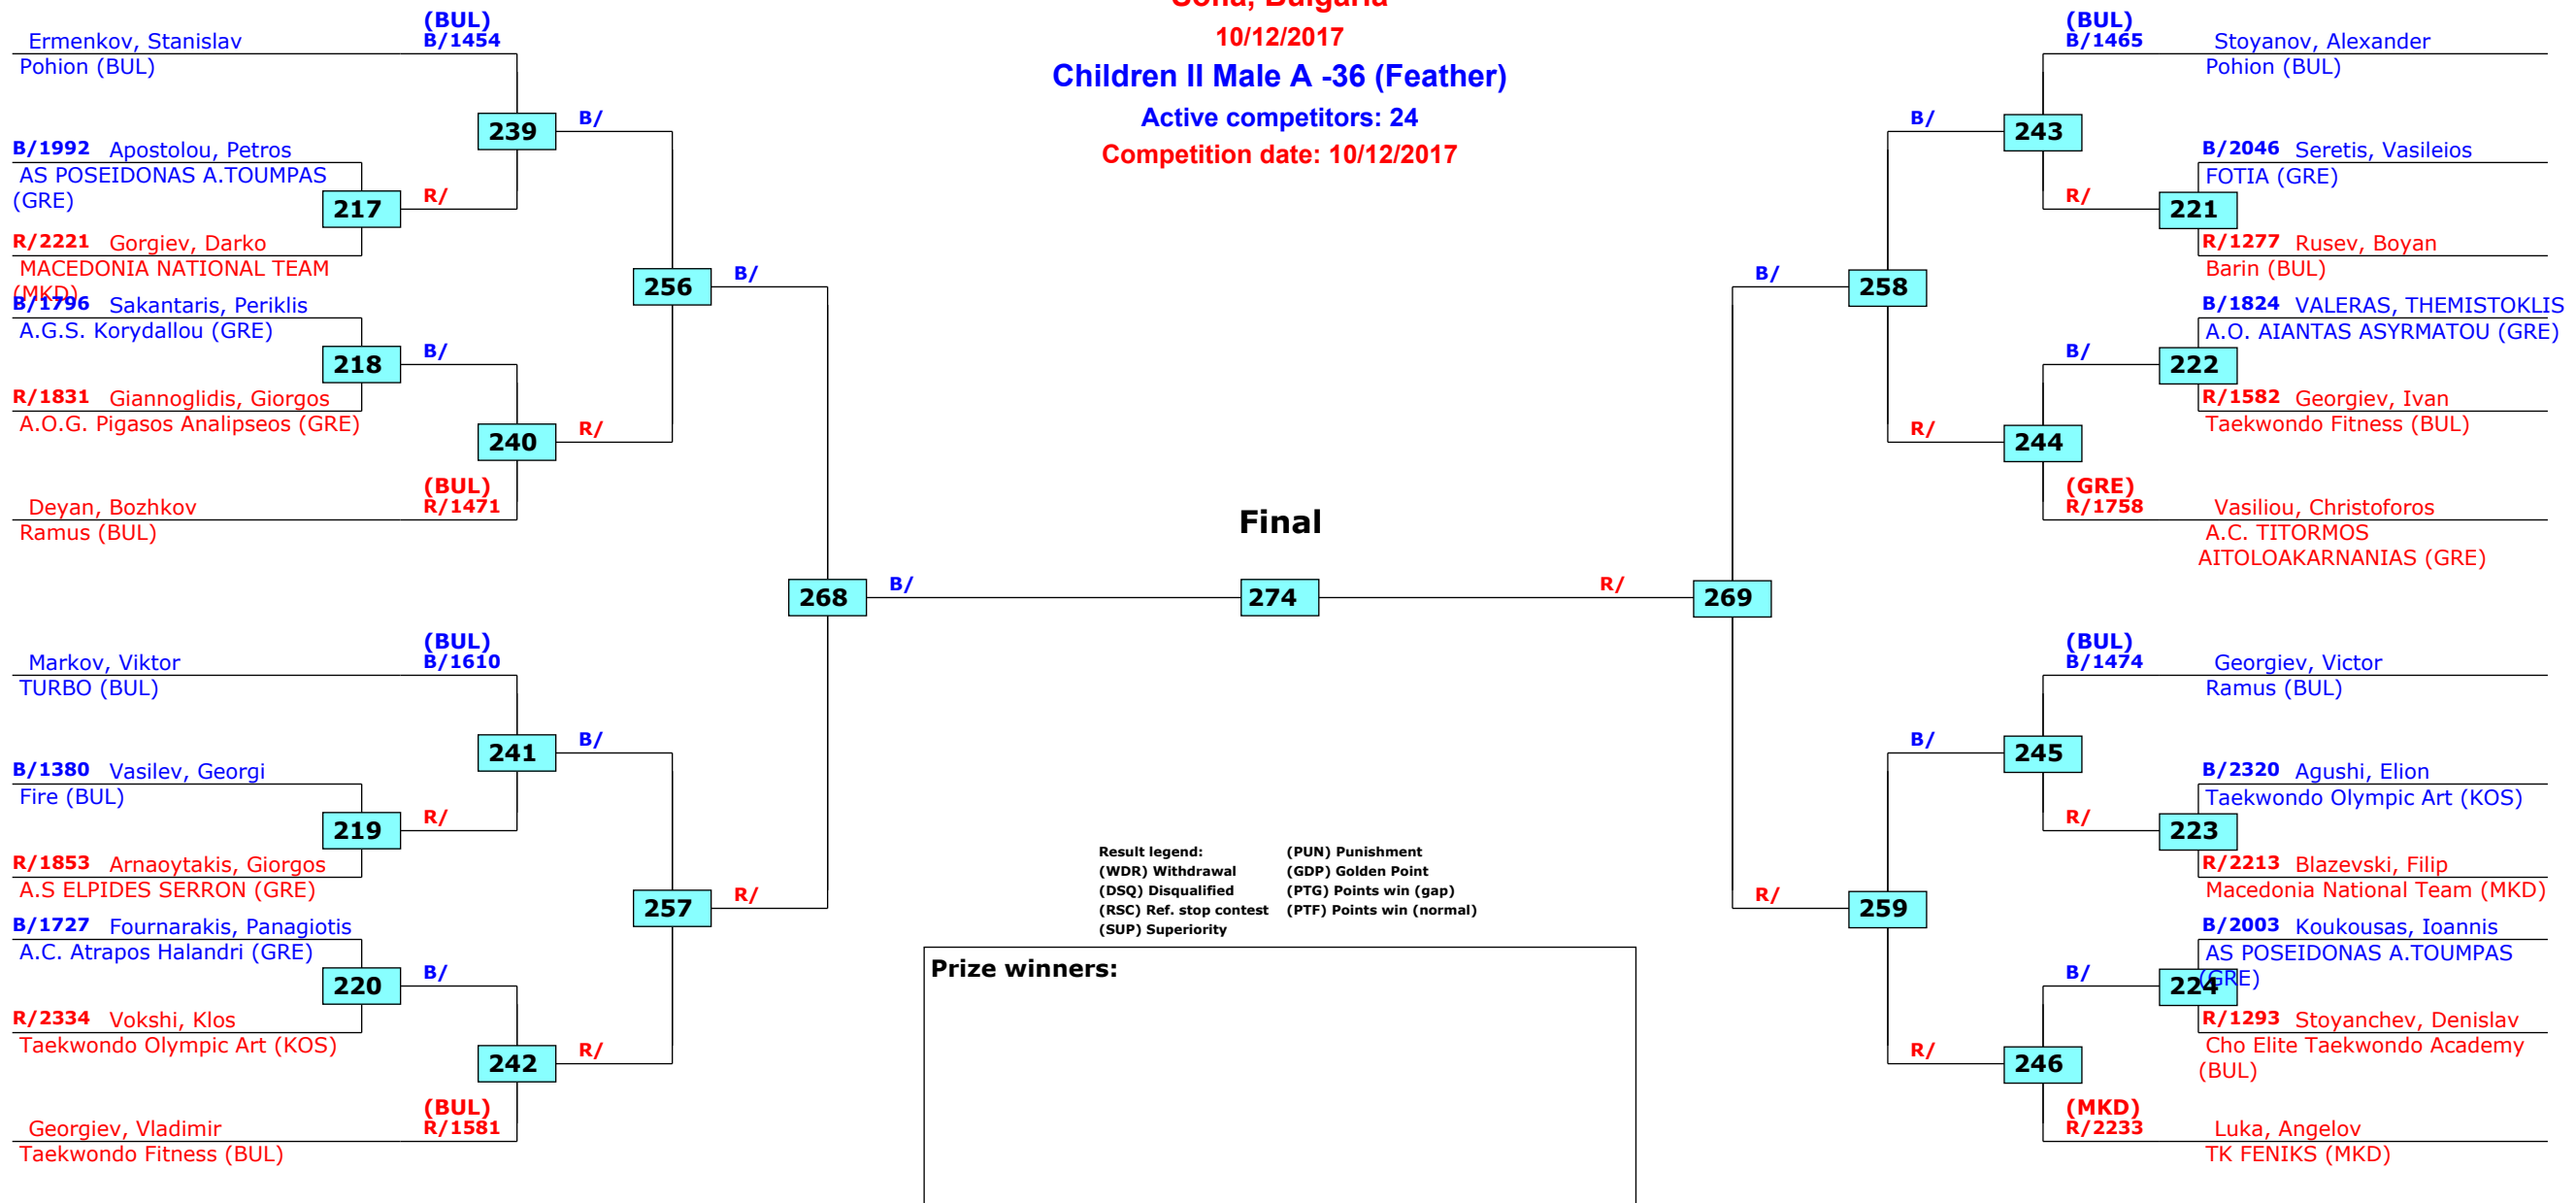 Sofia, Bulgaria
10/12/2017
Children II Male A -36 (Feather)
Active competitors: 24
Competition date: 10/12/2017
(BUL)
Ermenkov, Stanislav B/1454
Pohion (BUL)
239
B/
B/1992 Apostolou, Petros
AS POSEIDONAS A.TOUMPAS
(GRE)
217
R/
R/2221 Gorgiev, Darko
MACEDONIA NATIONAL TEAM
(MKD)
256
B/
B/1796 Sakantaris, Periklis
A.G.S. Korydallou (GRE)
218
B/
R/1831 Giannoglidis, Giorgos
A.O.G. Pigasos Analipseos (GRE)
240
R/
(BUL)
Deyan, Bozhkov R/1471
Ramus (BUL)
268
B/
(BUL)
Markov, Viktor B/1610
TURBO (BUL)
241
B/
B/1380 Vasilev, Georgi
Fire (BUL)
219
R/
R/1853 Arnaoytakis, Giorgos
A.S ELPIDES SERRON (GRE)
257
R/
B/1727 Fournarakis, Panagiotis
A.C. Atrapos Halandri (GRE)
220
B/
R/2334 Vokshi, Klos
Taekwondo Olympic Art (KOS)
242
R/
(BUL)
Georgiev, Vladimir R/1581
Taekwondo Fitness (BUL)
Final
274
(BUL)
B/1465 Stoyanov, Alexander
Pohion (BUL)
B/
243
B/2046 Seretis, Vasileios
FOTIA (GRE)
R/
221
R/1277 Rusev, Boyan
Barin (BUL)
B/
258
B/1824 VALERAS, THEMISTOKLIS
A.O. AIANTAS ASYRMATOU (GRE)
B/
222
R/1582 Georgiev, Ivan
Taekwondo Fitness (BUL)
R/
244
(GRE)
R/1758 Vasiliou, Christoforos
A.C. TITORMOS
AITOLOAKARNANIAS (GRE)
R/
269
(BUL)
B/1474 Georgiev, Victor
Ramus (BUL)
B/
245
B/2320 Agushi, Elion
Taekwondo Olympic Art (KOS)
R/
223
R/2213 Blazevski, Filip
Macedonia National Team (MKD)
R/
259
B/2003 Koukousas, Ioannis
AS POSEIDONAS A.TOUMPAS
(GRE)
B/
224
R/1293 Stoyanchev, Denislav
Cho Elite Taekwondo Academy
(BUL)
R/
246
(MKD)
R/2233 Luka, Angelov
TK FENIKS (MKD)
Result legend: (PUN) Punishment
(WDR) Withdrawal (GDP) Golden Point
(DSQ) Disqualified (PTG) Points win (gap)
(RSC) Ref. stop contest (PTF) Points win (normal)
(SUP) Superiority
Prize winners: